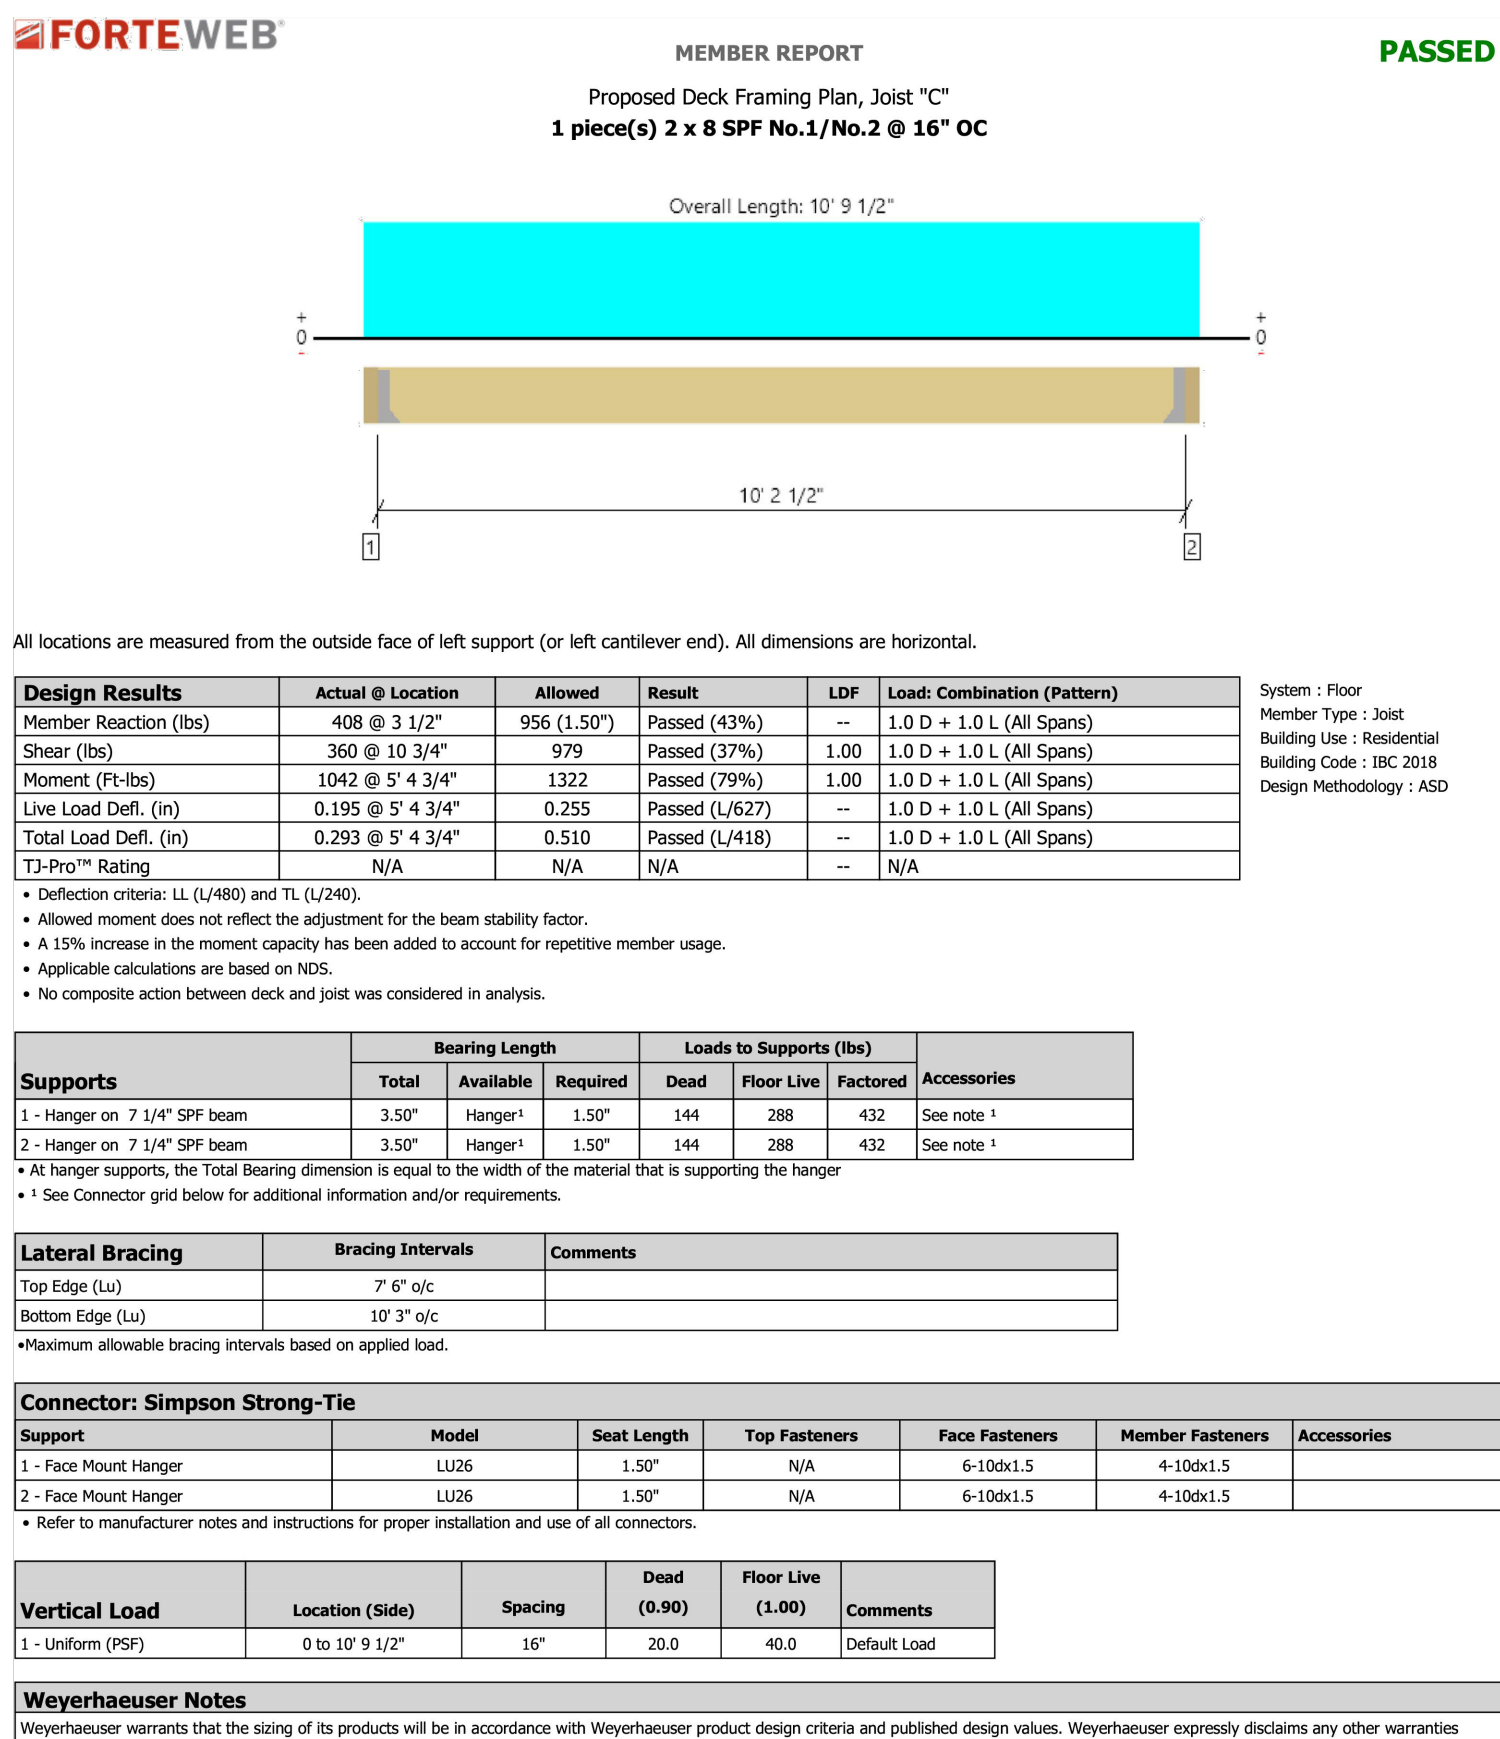 FORTEWEB®
MEMBER REPORT
PASSED
Proposed Deck Framing Plan, Joist "C"
1 piece(s) 2 x 8 SPF No.1/No.2 @ 16" OC
Overall Length: 10' 9 1/2"
+ +
0 0
- -
10' 2 1/2"
1 2
All locations are measured from the outside face of left support (or left cantilever end). All dimensions are horizontal.
Design Results Actual @ Location Allowed Result LDF Load: Combination (Pattern)
Member Reaction (lbs) 408 @ 3 1/2" 956 (1.50") Passed (43%) -- 1.0 D + 1.0 L (All Spans)
Shear (lbs) 360 @ 10 3/4" 979 Passed (37%) 1.00 1.0 D + 1.0 L (All Spans)
Moment (Ft-lbs) 1042 @ 5' 4 3/4" 1322 Passed (79%) 1.00 1.0 D + 1.0 L (All Spans)
Live Load Defl. (in) 0.195 @ 5' 4 3/4" 0.255 Passed (L/627) -- 1.0 D + 1.0 L (All Spans)
Total Load Defl. (in) 0.293 @ 5' 4 3/4" 0.510 Passed (L/418) -- 1.0 D + 1.0 L (All Spans)
TJ-Pro™ Rating N/A N/A N/A -- N/A
System : Floor
Member Type : Joist
Building Use : Residential
Building Code : IBC 2018
Design Methodology : ASD
• Deflection criteria: LL (L/480) and TL (L/240).
• Allowed moment does not reflect the adjustment for the beam stability factor.
• A 15% increase in the moment capacity has been added to account for repetitive member usage.
• Applicable calculations are based on NDS.
• No composite action between deck and joist was considered in analysis.
Bearing Length Loads to Supports (lbs)
Supports Total Available Required Dead Floor Live Factored Accessories
1 - Hanger on 7 1/4" SPF beam 3.50" Hanger¹ 1.50" 144 288 432 See note ¹
2 - Hanger on 7 1/4" SPF beam 3.50" Hanger¹ 1.50" 144 288 432 See note ¹
• At hanger supports, the Total Bearing dimension is equal to the width of the material that is supporting the hanger
• ¹ See Connector grid below for additional information and/or requirements.
Lateral Bracing Bracing Intervals Comments
Top Edge (Lu) 7' 6" o/c
Bottom Edge (Lu) 10' 3" o/c
•Maximum allowable bracing intervals based on applied load.
Connector: Simpson Strong-Tie
Support Model Seat Length Top Fasteners Face Fasteners Member Fasteners Accessories
1 - Face Mount Hanger LU26 1.50" N/A 6-10dx1.5 4-10dx1.5
2 - Face Mount Hanger LU26 1.50" N/A 6-10dx1.5 4-10dx1.5
• Refer to manufacturer notes and instructions for proper installation and use of all connectors.
Dead Floor Live
Vertical Load Location (Side) Spacing (0.90) (1.00) Comments
1 - Uniform (PSF) 0 to 10' 9 1/2" 16" 20.0 40.0 Default Load
Weyerhaeuser Notes
Weyerhaeuser warrants that the sizing of its products will be in accordance with Weyerhaeuser product design criteria and published design values. Weyerhaeuser expressly disclaims any other warranties